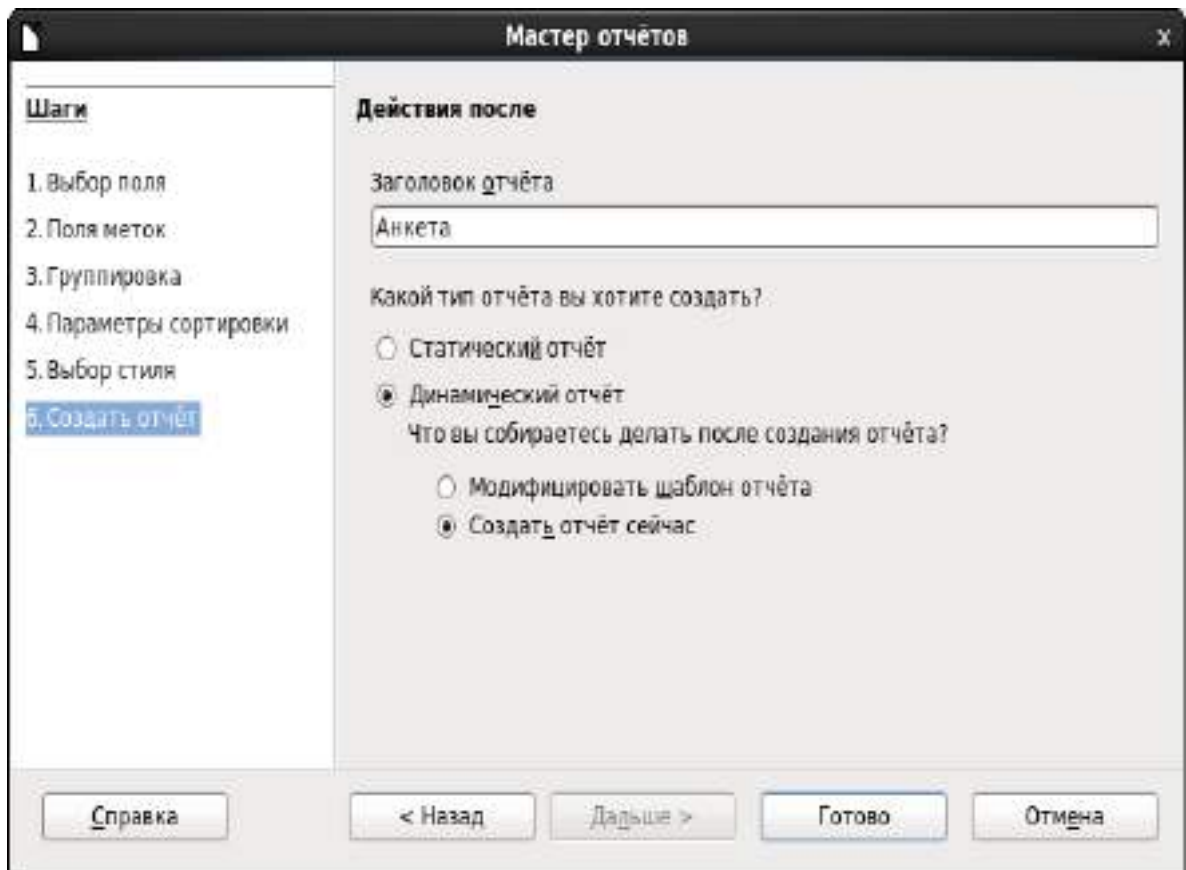 Мастер отчётов
x
Шаги
1. Выбор поля
2. Поля меток
3. Группировка
4. Параметры сортировки
5. Выбор стиля
6. Создать отчёт
Действия после
Заголовок отчёта
Анкета
Какой тип отчёта вы хотите создать?
Статический отчёт
Динамический отчёт
Что вы собираетесь делать после создания отчёта?
Модифицировать шаблон отчёта
Создать отчёт сейчас
Справка
< Назад
Дальше >
Готово
Отмена